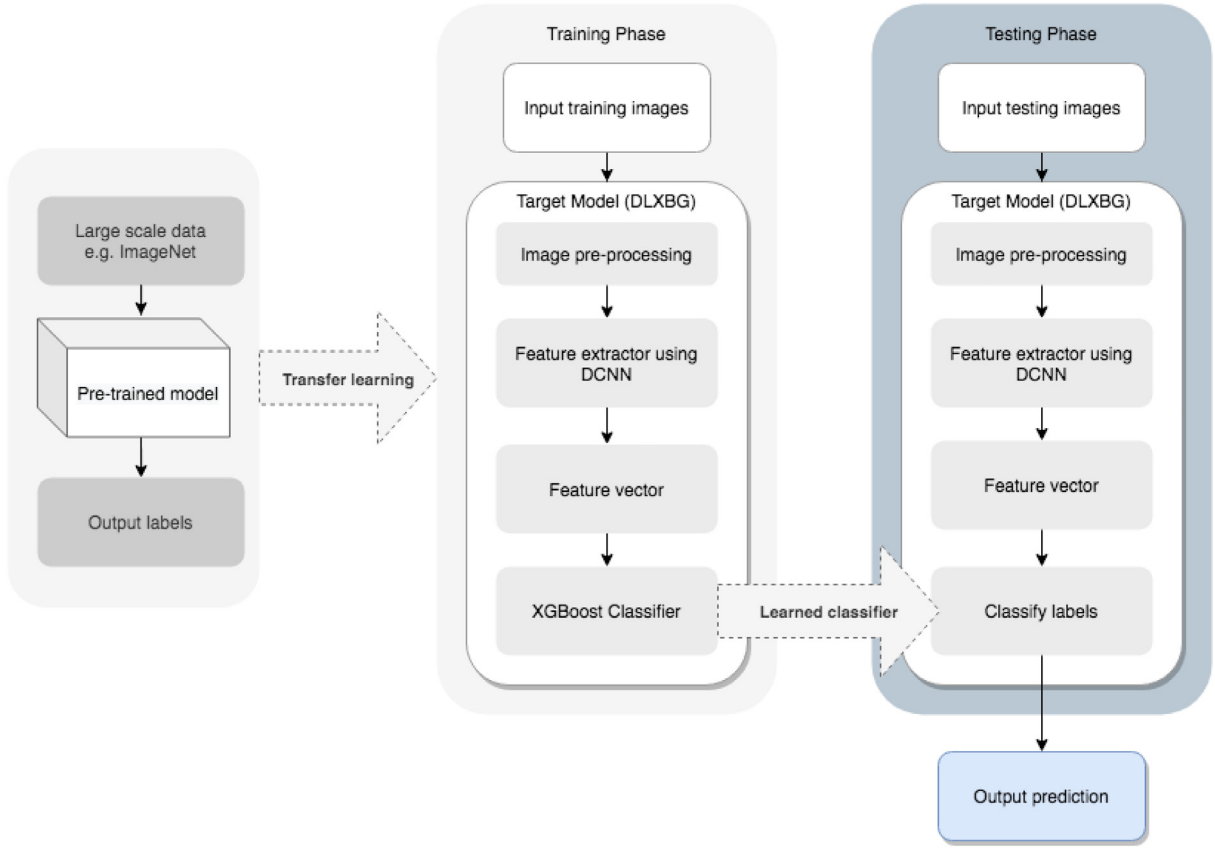 Large scale data
e.g. ImageNet
Pre-trained model
Output labels
Transfer learning
Training Phase
Input training images
Target Model (DLXBG)
Image pre-processing
Feature extractor using
DCNN
Feature vector
XGBoost Classifier
Learned classifier
Testing Phase
Input testing images
Target Model (DLXBG)
Image pre-processing
Feature extractor using
DCNN
Feature vector
Classify labels
Output prediction